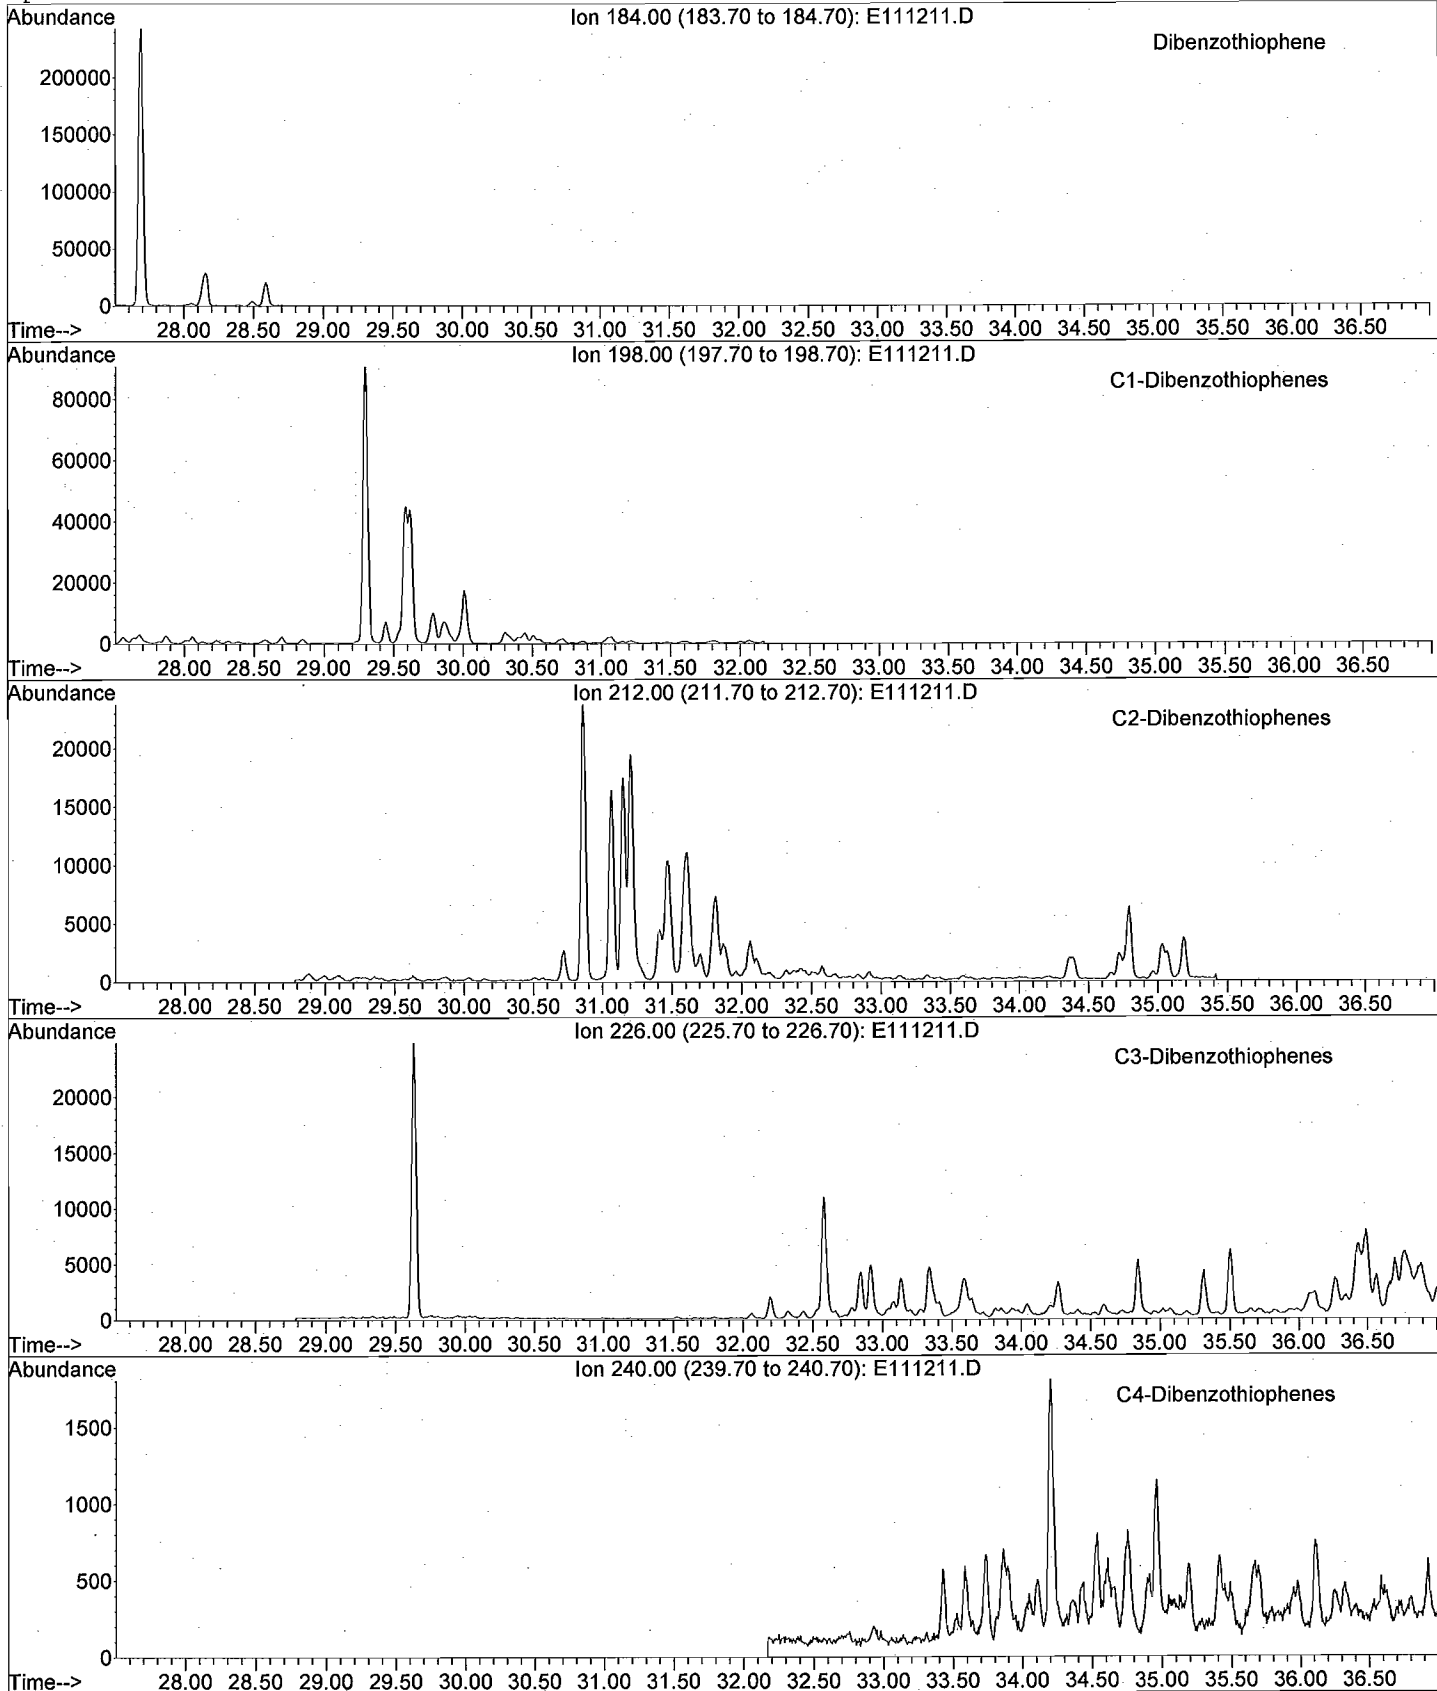 Abundance
Ion 184.00 (183.70 to 184.70): E111211.D
Dibenzothiophene
200000
150000
100000
50000
0
Time--> 28.00 28.50 29.00 29.50 30.00 30.50 31.00 31.50 32.00 32.50 33.00 33.50 34.00 34.50 35.00 35.50 36.00 36.50
Abundance
Ion 198.00 (197.70 to 198.70): E111211.D
C1-Dibenzothiophenes
80000
60000
40000
20000
0
Time--> 28.00 28.50 29.00 29.50 30.00 30.50 31.00 31.50 32.00 32.50 33.00 33.50 34.00 34.50 35.00 35.50 36.00 36.50
Abundance
Ion 212.00 (211.70 to 212.70): E111211.D
C2-Dibenzothiophenes
20000
15000
10000
5000
0
Time--> 28.00 28.50 29.00 29.50 30.00 30.50 31.00 31.50 32.00 32.50 33.00 33.50 34.00 34.50 35.00 35.50 36.00 36.50
Abundance
Ion 226.00 (225.70 to 226.70): E111211.D
C3-Dibenzothiophenes
20000
15000
10000
5000
0
Time--> 28.00 28.50 29.00 29.50 30.00 30.50 31.00 31.50 32.00 32.50 33.00 33.50 34.00 34.50 35.00 35.50 36.00 36.50
Abundance
Ion 240.00 (239.70 to 240.70): E111211.D
C4-Dibenzothiophenes
1500
1000
500
0
Time--> 28.00 28.50 29.00 29.50 30.00 30.50 31.00 31.50 32.00 32.50 33.00 33.50 34.00 34.50 35.00 35.50 36.00 36.50